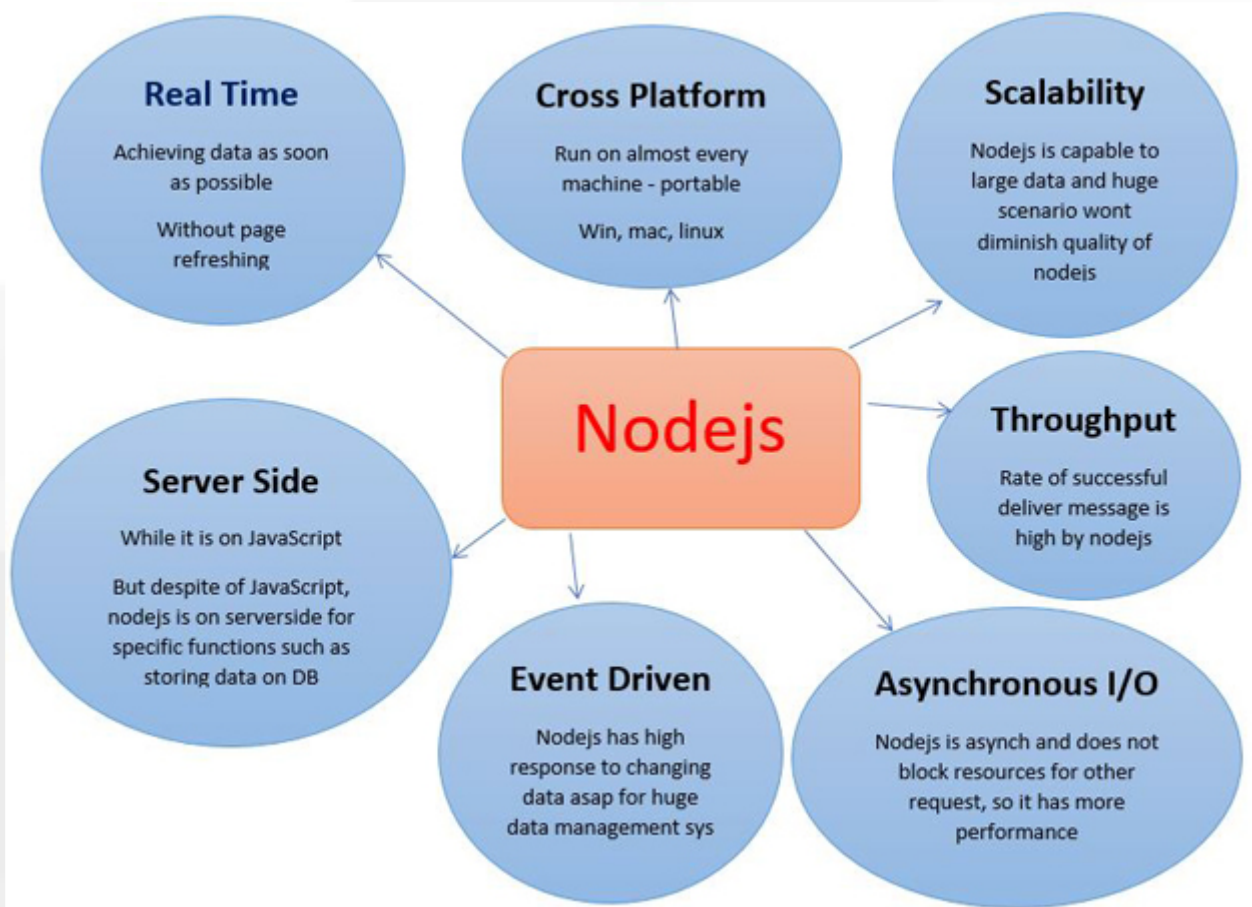 Real Time
Achieving data as soon
as possible
Without page
refreshing
Cross Platform
Run on almost every
machine - portable
Win, mac, linux
Scalability
Nodejs is capable to
large data and huge
scenario wont
diminish quality of
nodejs
Nodejs
Throughput
Rate of successful
deliver message is
high by nodejs
Server Side
While it is on JavaScript
But despite of JavaScript,
nodejs is on serverside for
specific functions such as
storing data on DB
Event Driven
Nodejs has high
response to changing
data asap for huge
data management sys
Asynchronous I/O
Nodejs is asynch and does not
block resources for other
request, so it has more
performance